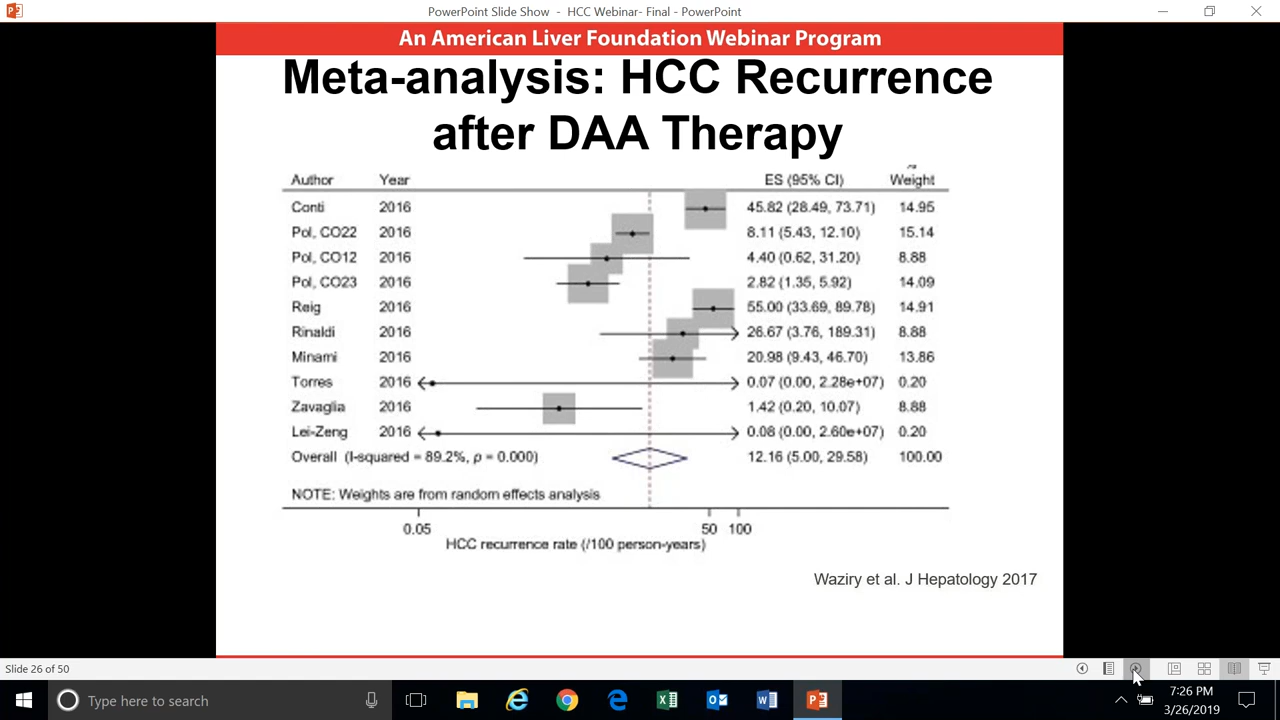 PowerPoint Slide Show - HCC Webinar- Final - PowerPoint
An American Liver Foundation Webinar Program
Meta-analysis: HCC Recurrence
after DAA Therapy
Author Year ES (95% CI) Weight
Conti 2016 45.82 (28.49, 73.71) 14.95
Pol, CO22 2016 8.11 (5.43, 12.10) 15.14
Pol, CO12 2016 4.40 (0.62, 31.20) 8.88
Pol, CO23 2016 2.82 (1.35, 5.92) 14.09
Reig 2016 55.00 (33.69, 89.78) 14.91
Rinaldi 2016 26.67 (3.76, 189.31) 8.88
Minami 2016 20.98 (9.43, 46.70) 13.86
Torres 2016 0.07 (0.00, 2.28e+07) 0.20
Zavaglia 2016 1.42 (0.20, 10.07) 8.88
Lei-Zeng 2016 0.08 (0.00, 2.60e+07) 0.20
Overall (I-squared = 89.2%, p = 0.000) 12.16 (5.00, 29.58) 100.00
NOTE: Weights are from random effects analysis
0.05 50 100
HCC recurrence rate (/100 person-years)
Waziry et al. J Hepatology 2017
Slide 26 of 50
Type here to search
7:26 PM
3/26/2019